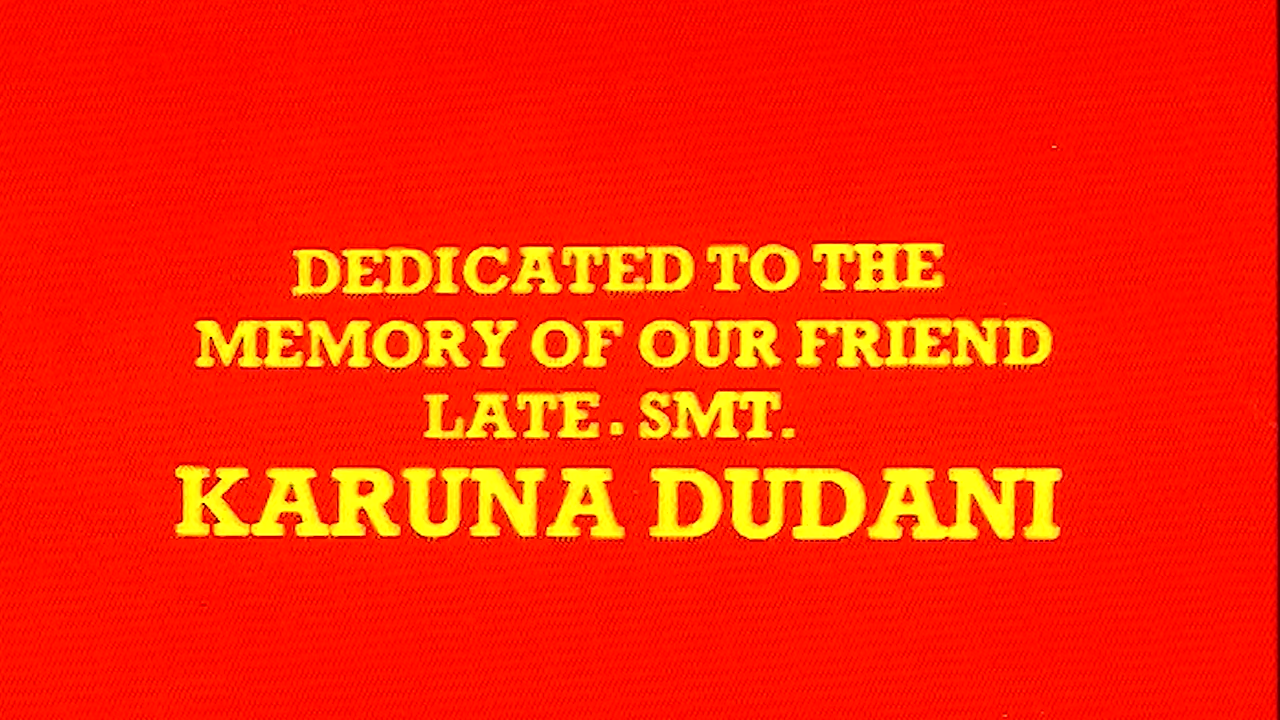 DEDICATED TO THE
MEMORY OF OUR FRIEND
LATE. SMT.
KARUNA DUDANI